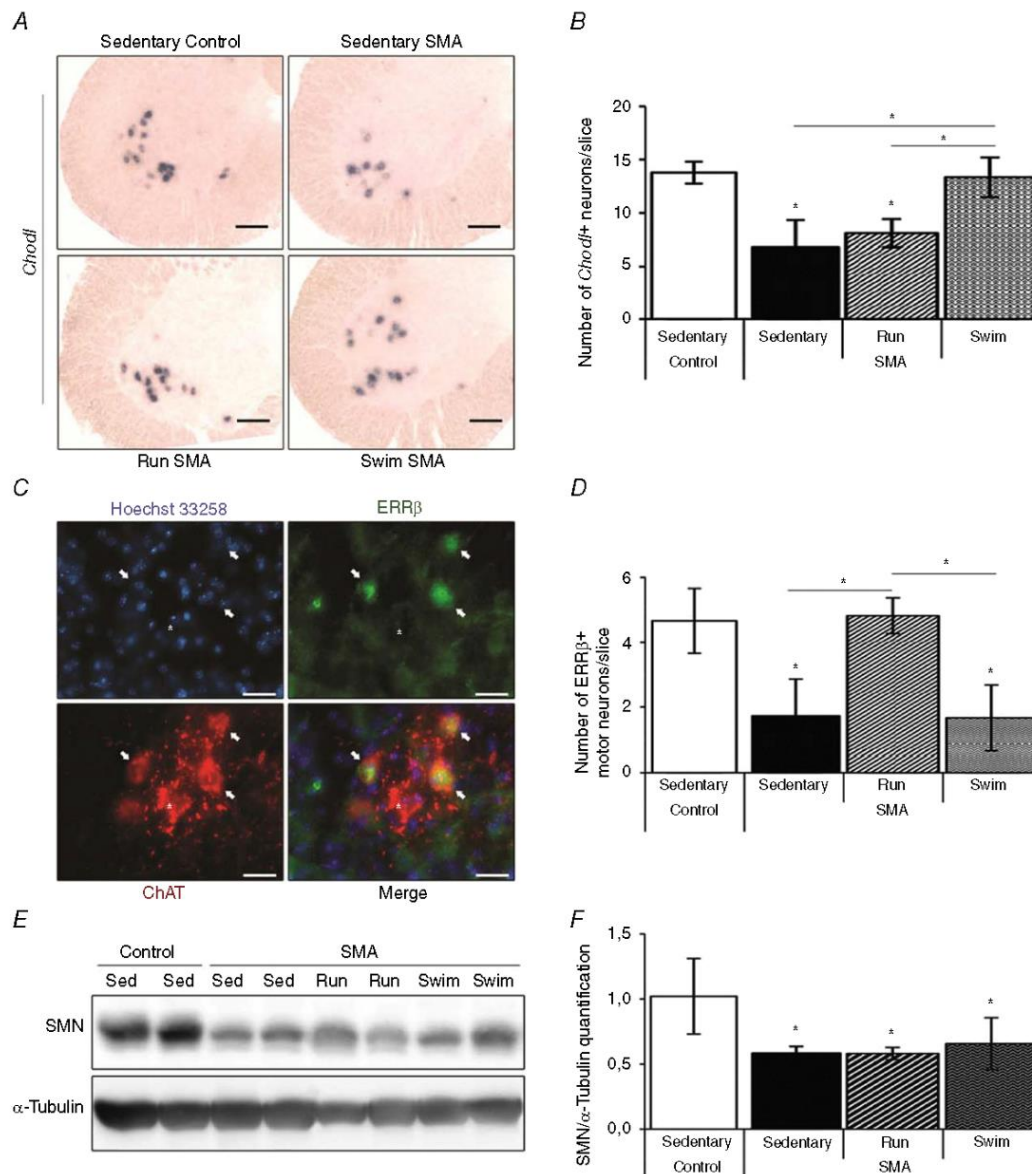 A
Sedentary Control
Sedentary SMA
Chodl
Run SMA
Swim SMA
B
Number of Chodl+ neurons/slice
20
15
10
5
0
*
*
*
*
Sedentary
Sedentary
Run
Swim
Control
SMA
C
Hoechst 33258
ERRβ
*
*
*
*
ChAT
Merge
D
Number of ERRβ+
motor neurons/slice
6
4
2
0
*
*
*
*
Sedentary
Sedentary
Run
Swim
Control
SMA
E
Control
SMA
Sed Sed Sed Sed Run Run Swim Swim
SMN
α-Tubulin
F
SMN/α-Tubulin quantification
1,5
1,0
0,5
0,0
*
*
*
Sedentary
Sedentary
Run
Swim
Control
SMA